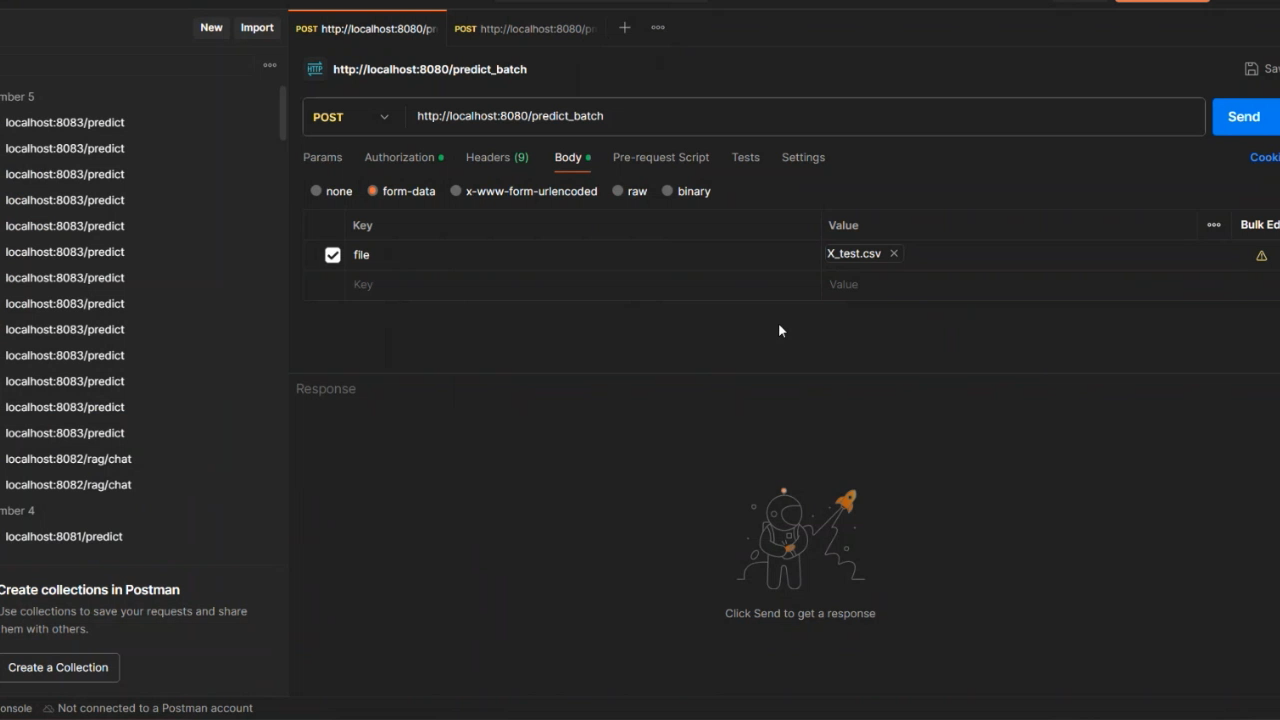 New Import
POST http://localhost:8080/pr POST http://localhost:8080/p
HTTP http://localhost:8080/predict_batch Sav
mber 5
localhost:8083/predict
localhost:8083/predict
localhost:8083/predict
localhost:8083/predict
localhost:8083/predict
localhost:8083/predict
localhost:8083/predict
localhost:8083/predict
localhost:8083/predict
localhost:8083/predict
localhost:8083/predict
localhost:8083/predict
localhost:8083/predict
localhost:8082/rag/chat
localhost:8082/rag/chat
mber 4
localhost:8081/predict
Create collections in Postman
Use collections to save your requests and share
hem with others.
Create a Collection
POST http://localhost:8080/predict_batch Send
Params Authorization Headers (9) Body Pre-request Script Tests Settings Cooki
none form-data x-www-form-urlencoded raw binary
Key Value Bulk Ed
file X_test.csv
Key Value
Response
Click Send to get a response
onsole Not connected to a Postman account